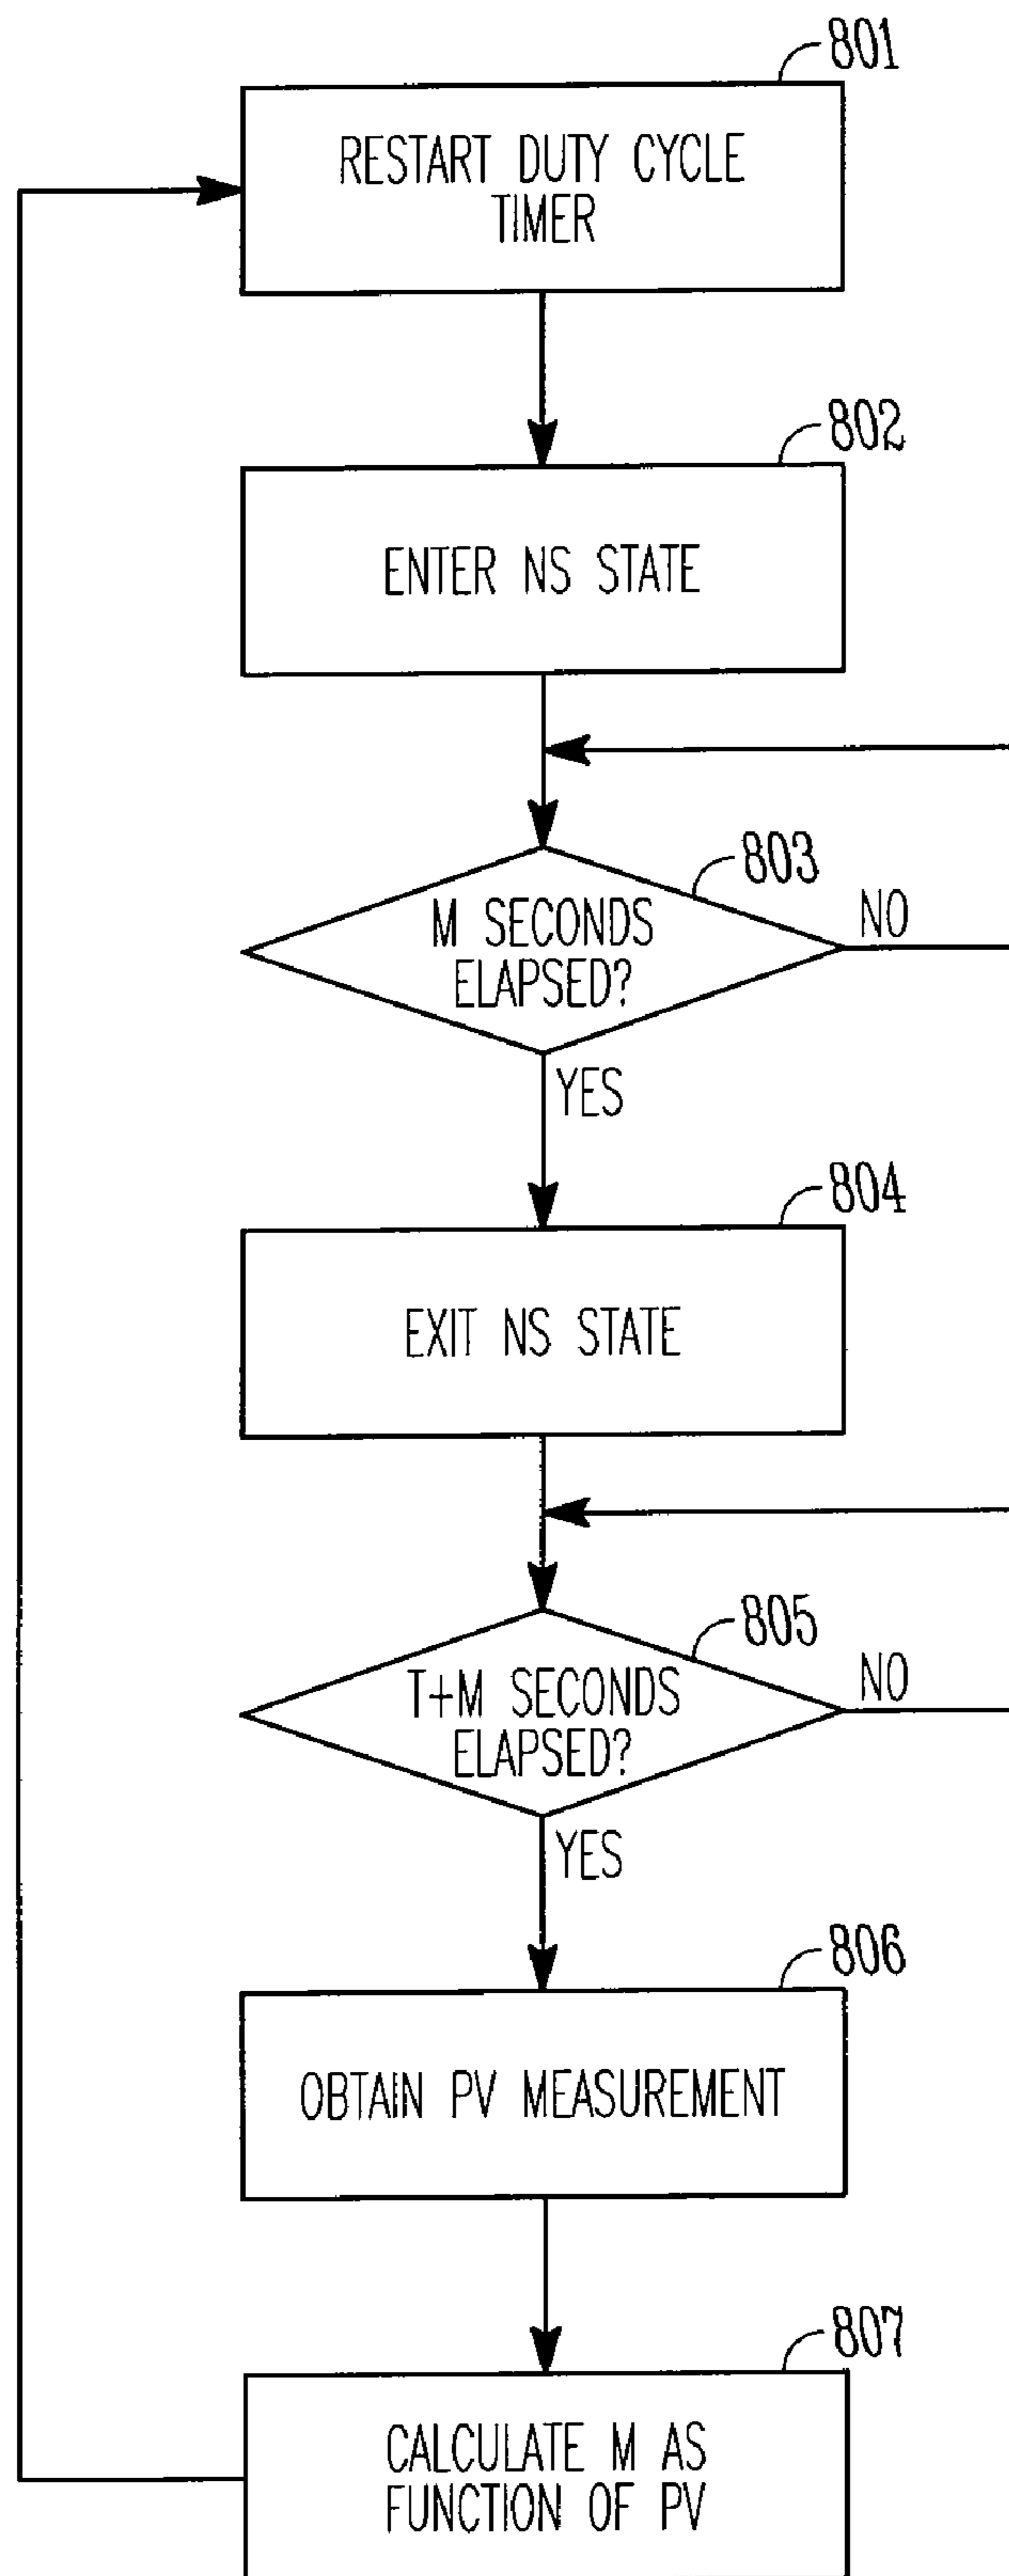 801
RESTART DUTY CYCLE
TIMER
802
ENTER NS STATE
803
M SECONDS
ELAPSED?
NO
YES
804
EXIT NS STATE
805
T+M SECONDS
ELAPSED?
NO
YES
806
OBTAIN PV MEASUREMENT
807
CALCULATE M AS
FUNCTION OF PV